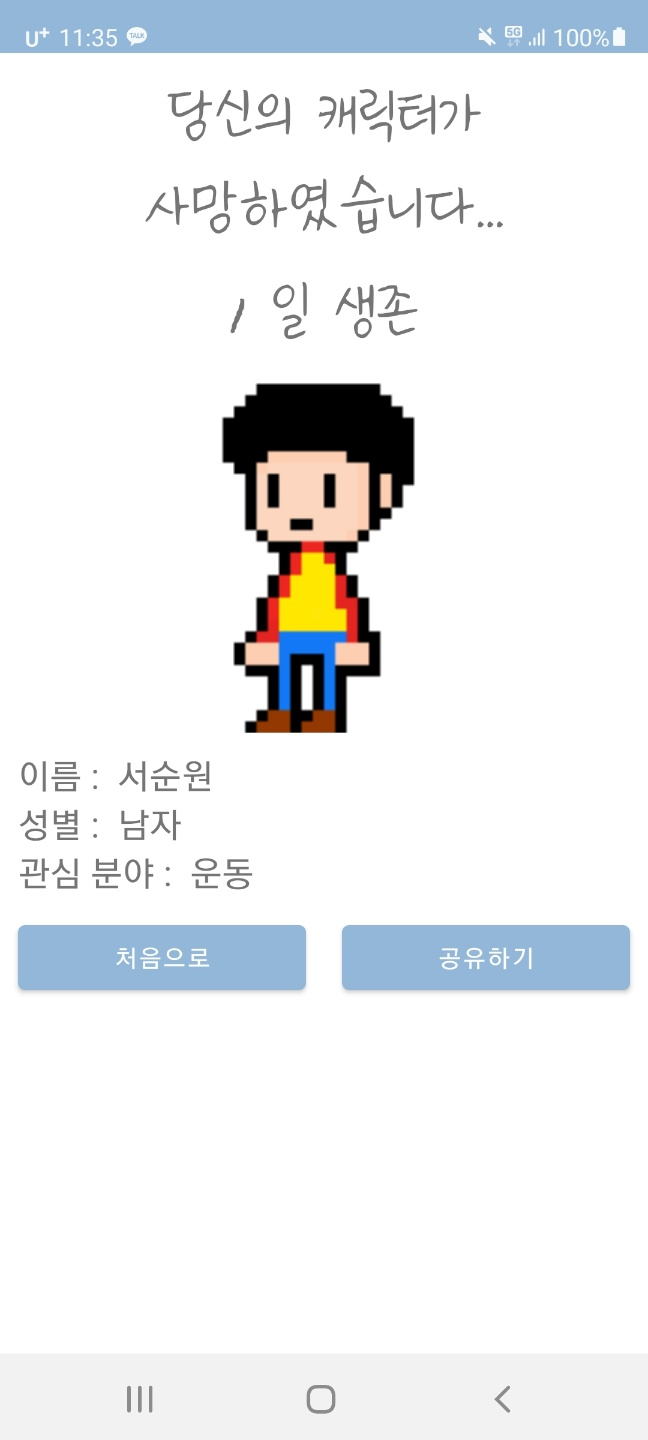 U+ 11:35 TALK 5G 100%
당신의 캐릭터가
사망하였습니다...
1 일 생존
이름 : 서순원
성별 : 남자
관심 분야 : 운동
처음으로 공유하기